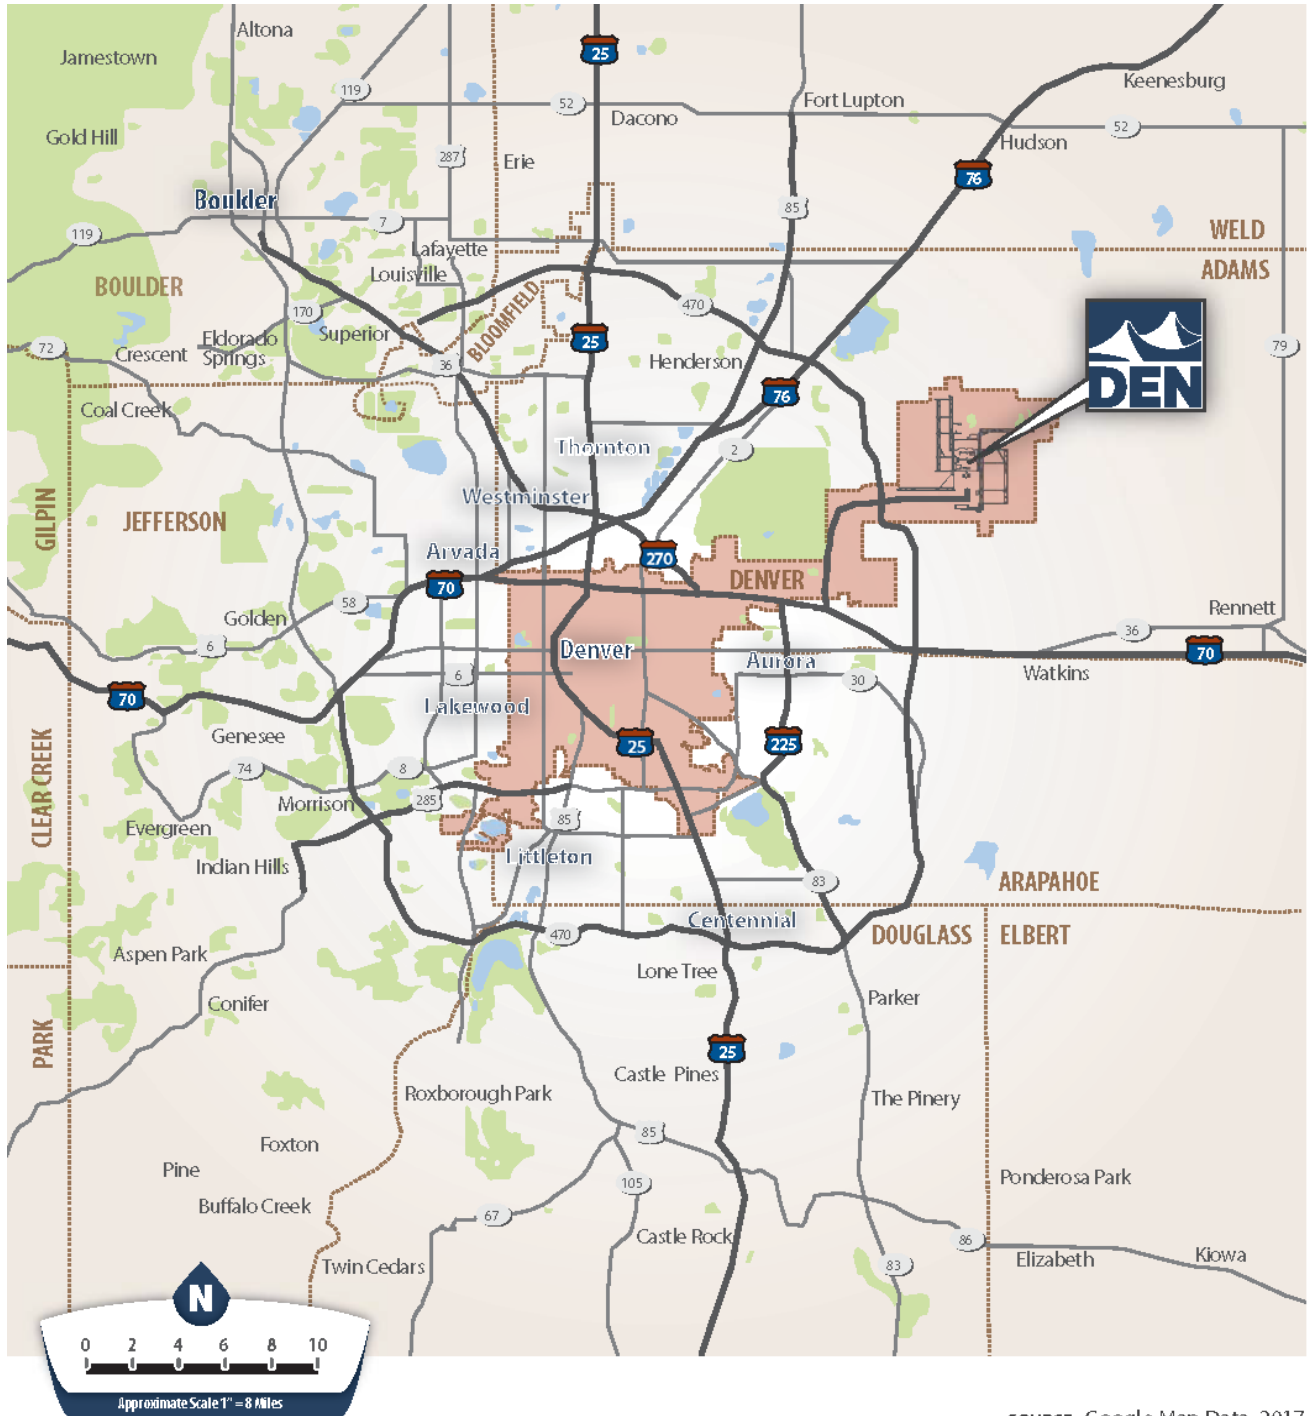 Altona
Jamestown
25
Keenesburg
119
52
Fort Lupton
Dacono
52
Gold Hill
Hudson
287
Erie
76
Boulder
85
7
119
WELD
Lafayette
ADAMS
Louisville
BOULDER
470
170
BLOOMFIELD
Superior
Eldorado
Springs
25
72
79
Crescent
36
Henderson
DEN
76
Coal Creek
Thornton
2
Westminster
GILPIN
JEFFERSON
Arvada
270
70
DENVER
58
Rennett
Golden
36
6
Denver
70
Aurora
6
Watkins
30
70
Lakewood
Genesee
25
225
74
8
CLEAR CREEK
Morrison
285
85
Evergreen
Littleton
Indian Hills
83
ARAPAHOE
Centennial
470
DOUGLASS
ELBERT
Aspen Park
Lone Tree
Conifer
Parker
PARK
25
Castle Pines
Roxborough Park
The Pinery
85
Foxton
Pine
Ponderosa Park
105
Buffalo Creek
67
Castle Rock
86
Kiowa
Elizabeth
Twin Cedars
83
N
0 2 4 6 8 10
Approximate Scale 1" = 8 Miles
SOURCE: Google Map Data, 2017